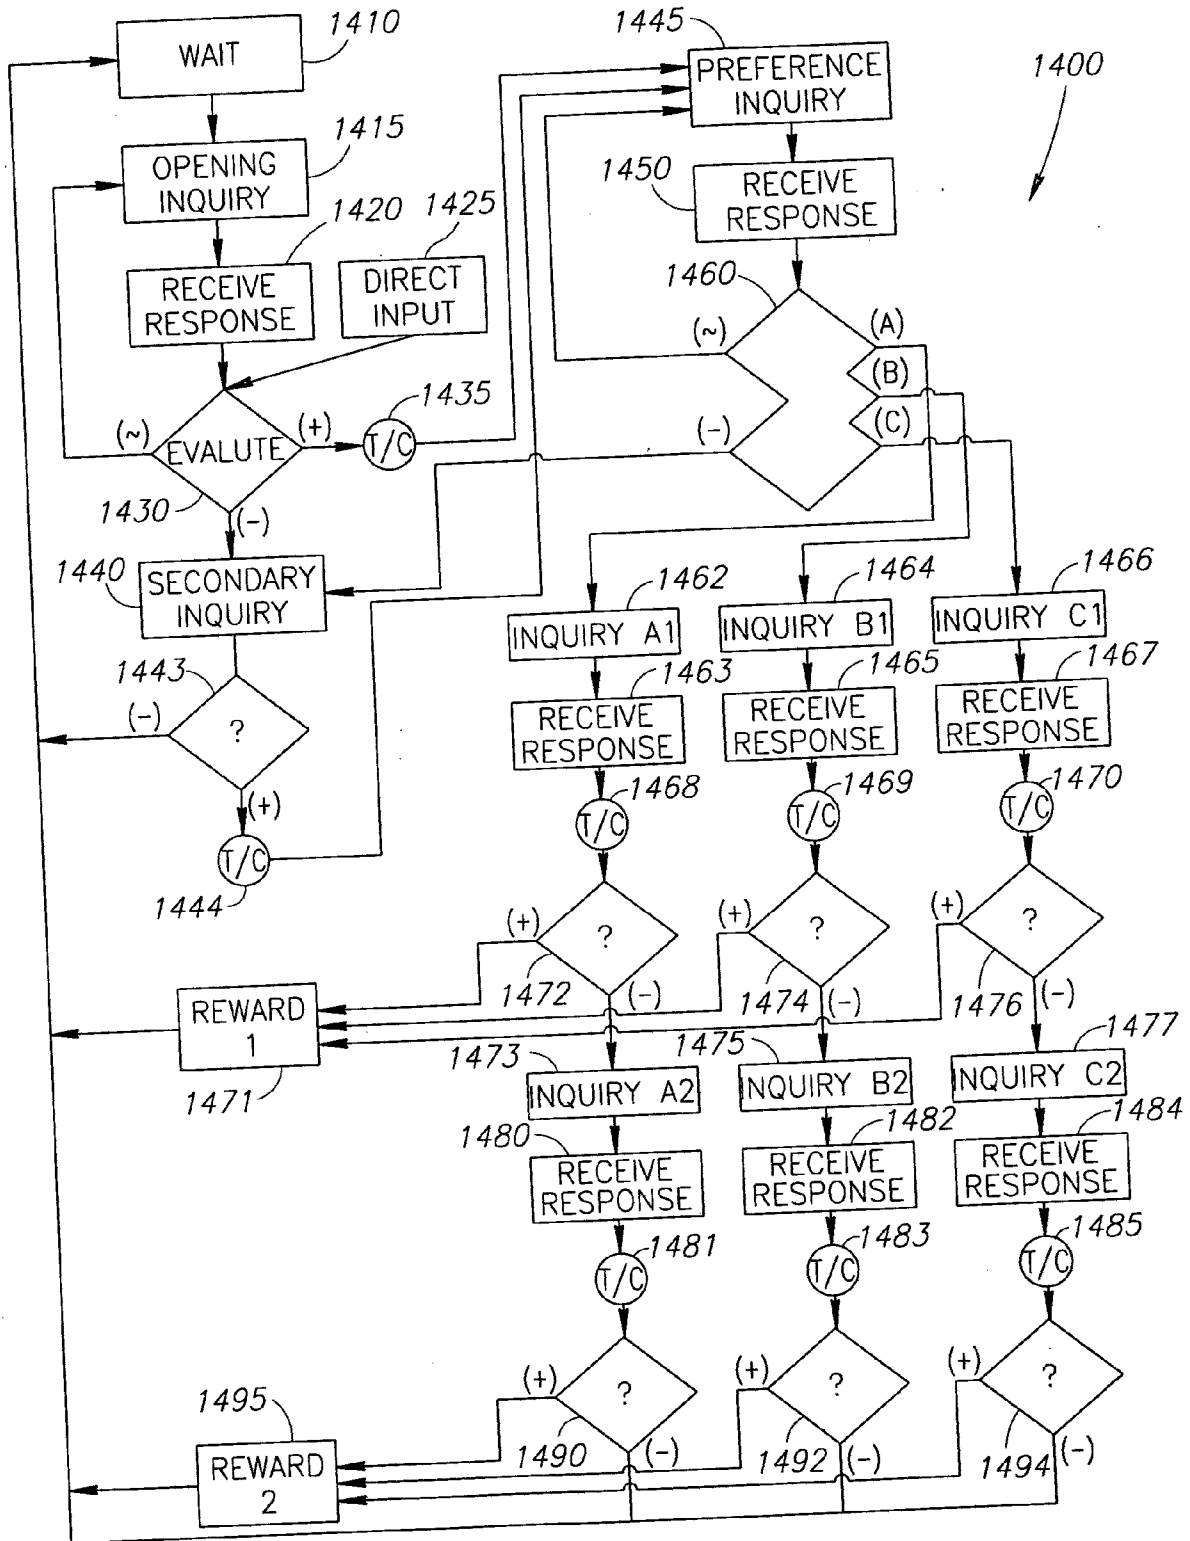 1410
WAIT
1445
PREFERENCE
INQUIRY
1400
1415
OPENING
INQUIRY
1450
RECEIVE
RESPONSE
1420
1425
RECEIVE
RESPONSE
DIRECT
INPUT
1460
(~)
(A)
(B)
(C)
(-)
1435
(~)
EVALUTE
(+)
T/C
1430
(-)
1440
SECONDARY
INQUIRY
1462
1464
1466
INQUIRY A1
INQUIRY B1
INQUIRY C1
1443
(-)
?
(+)
1463
1465
1467
RECEIVE
RESPONSE
RECEIVE
RESPONSE
RECEIVE
RESPONSE
1468
1469
1470
T/C
T/C
T/C
T/C
1444
(+)
?
(+)
?
(+)
?
1472
(-)
1474
(-)
1476
(-)
REWARD
1
1471
1473
1475
1477
INQUIRY A2
INQUIRY B2
INQUIRY C2
1480
1482
1484
RECEIVE
RESPONSE
RECEIVE
RESPONSE
RECEIVE
RESPONSE
1481
1483
1485
T/C
T/C
T/C
(+)
?
(+)
?
(+)
?
1495
1490
(-)
1492
(-)
1494
(-)
REWARD
2